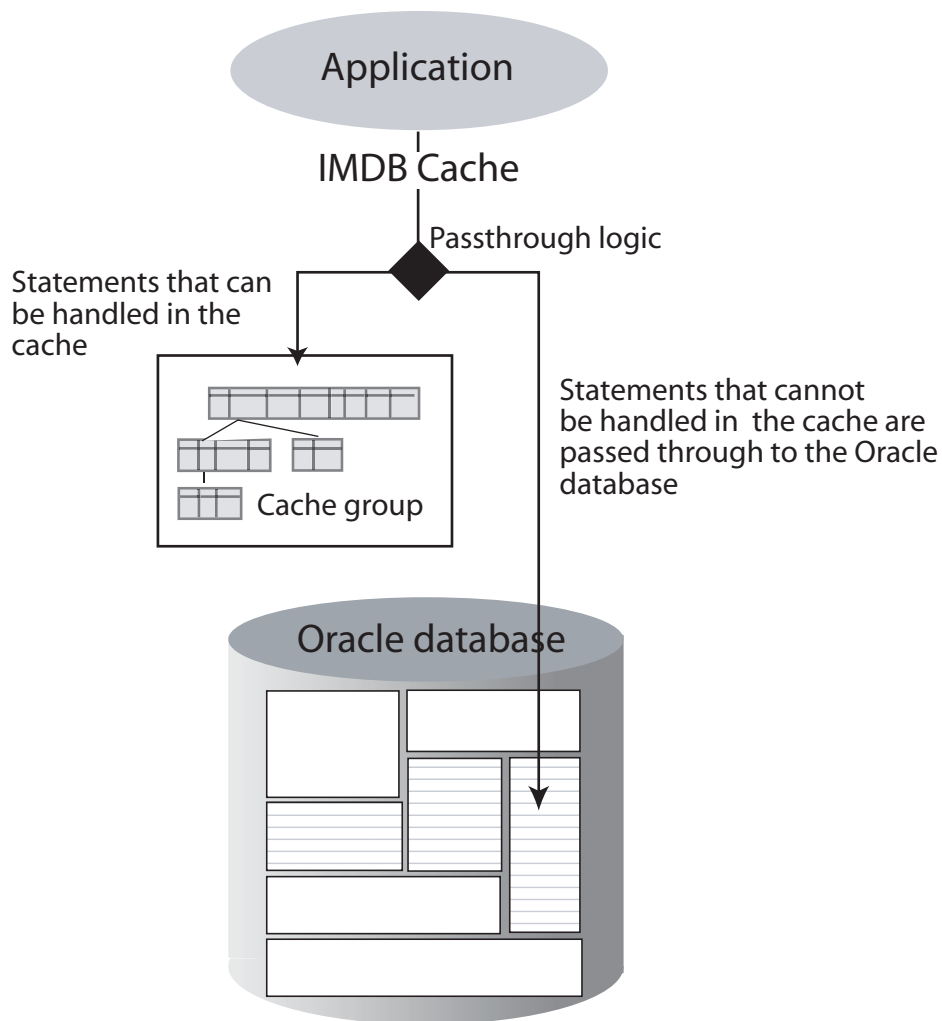 Application
IMDB Cache
Passthrough logic
Statements that can
be handled in the
cache
Statements that cannot
be handled in the cache are
passed through to the Oracle
database
Cache group
Oracle database